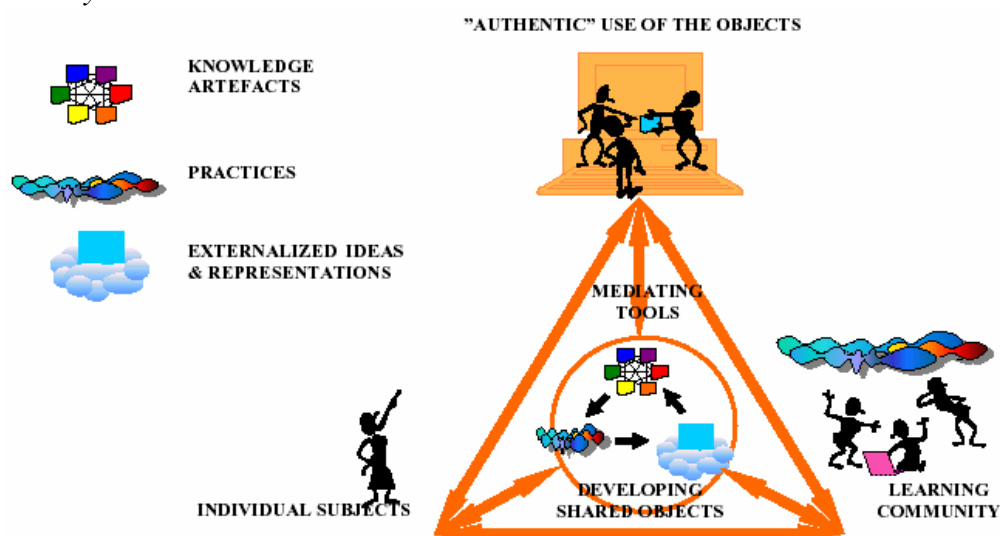 "AUTHENTIC" USE OF THE OBJECTS
KNOWLEDGE
ARTEFACTS
PRACTICES
EXTERNALIZED IDEAS
& REPRESENTATIONS
MEDIATING
TOOLS
INDIVIDUAL SUBJECTS
DEVELOPING
SHARED OBJECTS
LEARNING
COMMUNITY